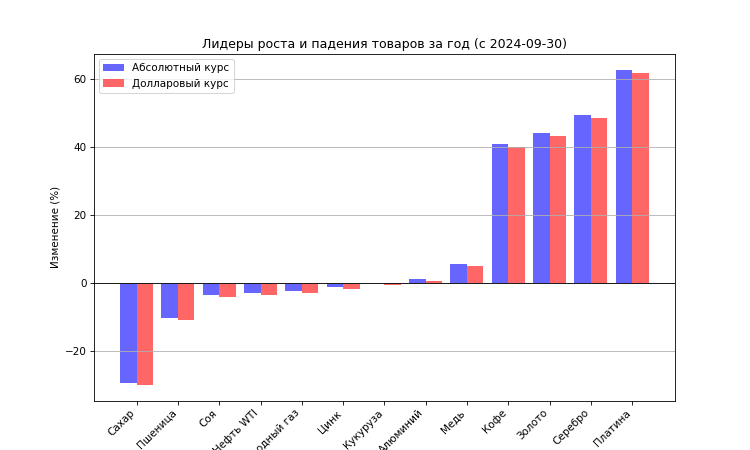 Лидеры роста и падения товаров за год (с 2024-09-30)
Абсолютный курс
Долларовый курс
Изменение (%)
60
40
20
0
−20
Сахар
Пшеница
Соя
Нефть WTI
одный газ
Цинк
Кукуруза
Алюминий
Медь
Кофе
Золото
Серебро
Платина